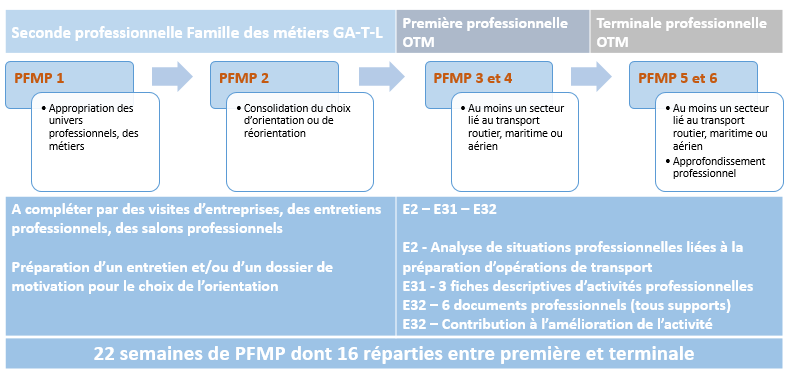 Seconde professionnelle Famille des métiers GA-T-L
Première professionnelle
OTM
Terminale professionnelle
OTM
PFMP 1
• Appropriation des
univers
professionnels, des
métiers
PFMP 2
• Consolidation du choix
d'orientation ou de
réorientation
PFMP 3 et 4
• Au moins un secteur
lié au transport
routier, maritime ou
aérien
PFMP 5 et 6
• Au moins un secteur
lié au transport
routier, maritime ou
aérien
• Approfondissement
professionnel
A compléter par des visites d'entreprises, des entretiens
professionnels, des salons professionnels
Préparation d'un entretien et/ou d'un dossier de
motivation pour le choix de l'orientation
E2 – E31 – E32
E2 - Analyse de situations professionnelles liées à la
préparation d'opérations de transport
E31 - 3 fiches descriptives d'activités professionnelles
E32 – 6 documents professionnels (tous supports)
E32 – Contribution à l'amélioration de l'activité
22 semaines de PFMP dont 16 réparties entre première et terminale